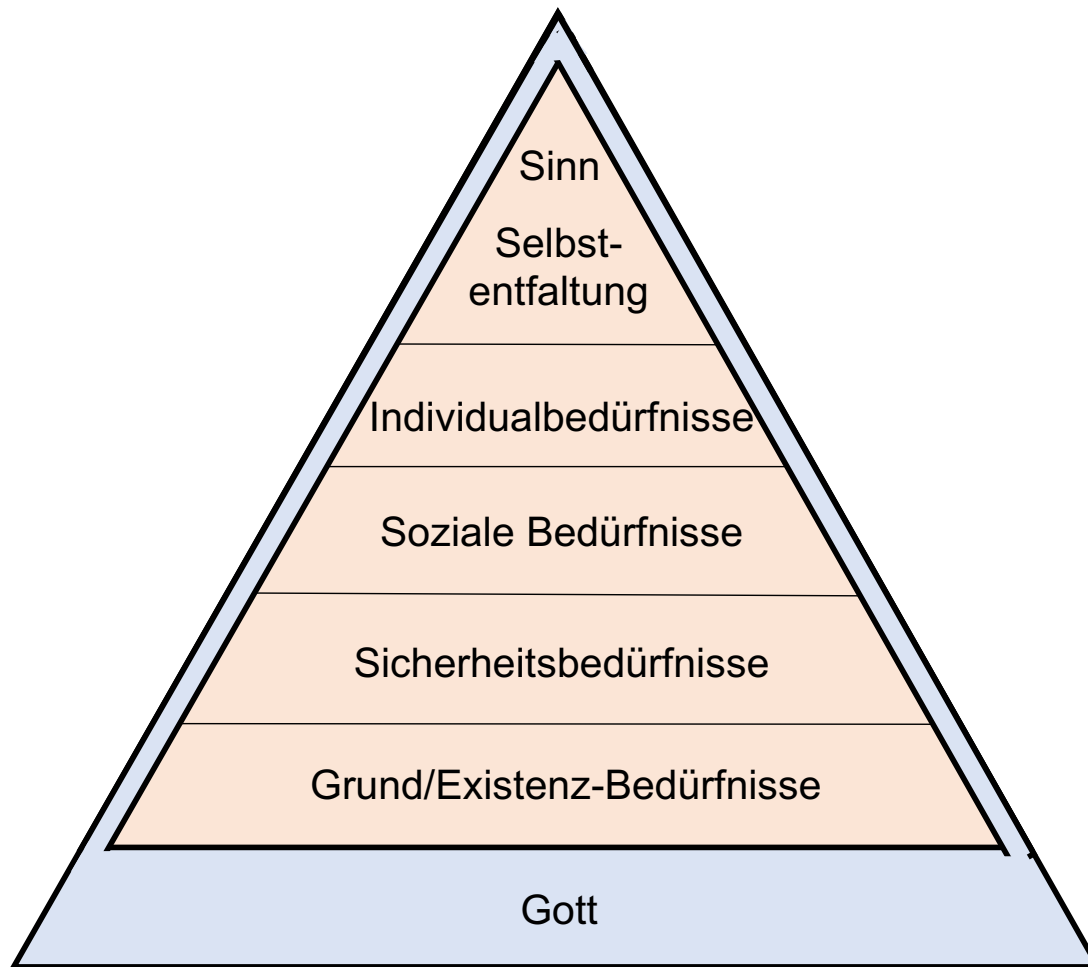 Sinn
Selbst-
entfaltung
Individualbedürfnisse
Soziale Bedürfnisse
Sicherheitsbedürfnisse
Grund/Existenz-Bedürfnisse
Gott